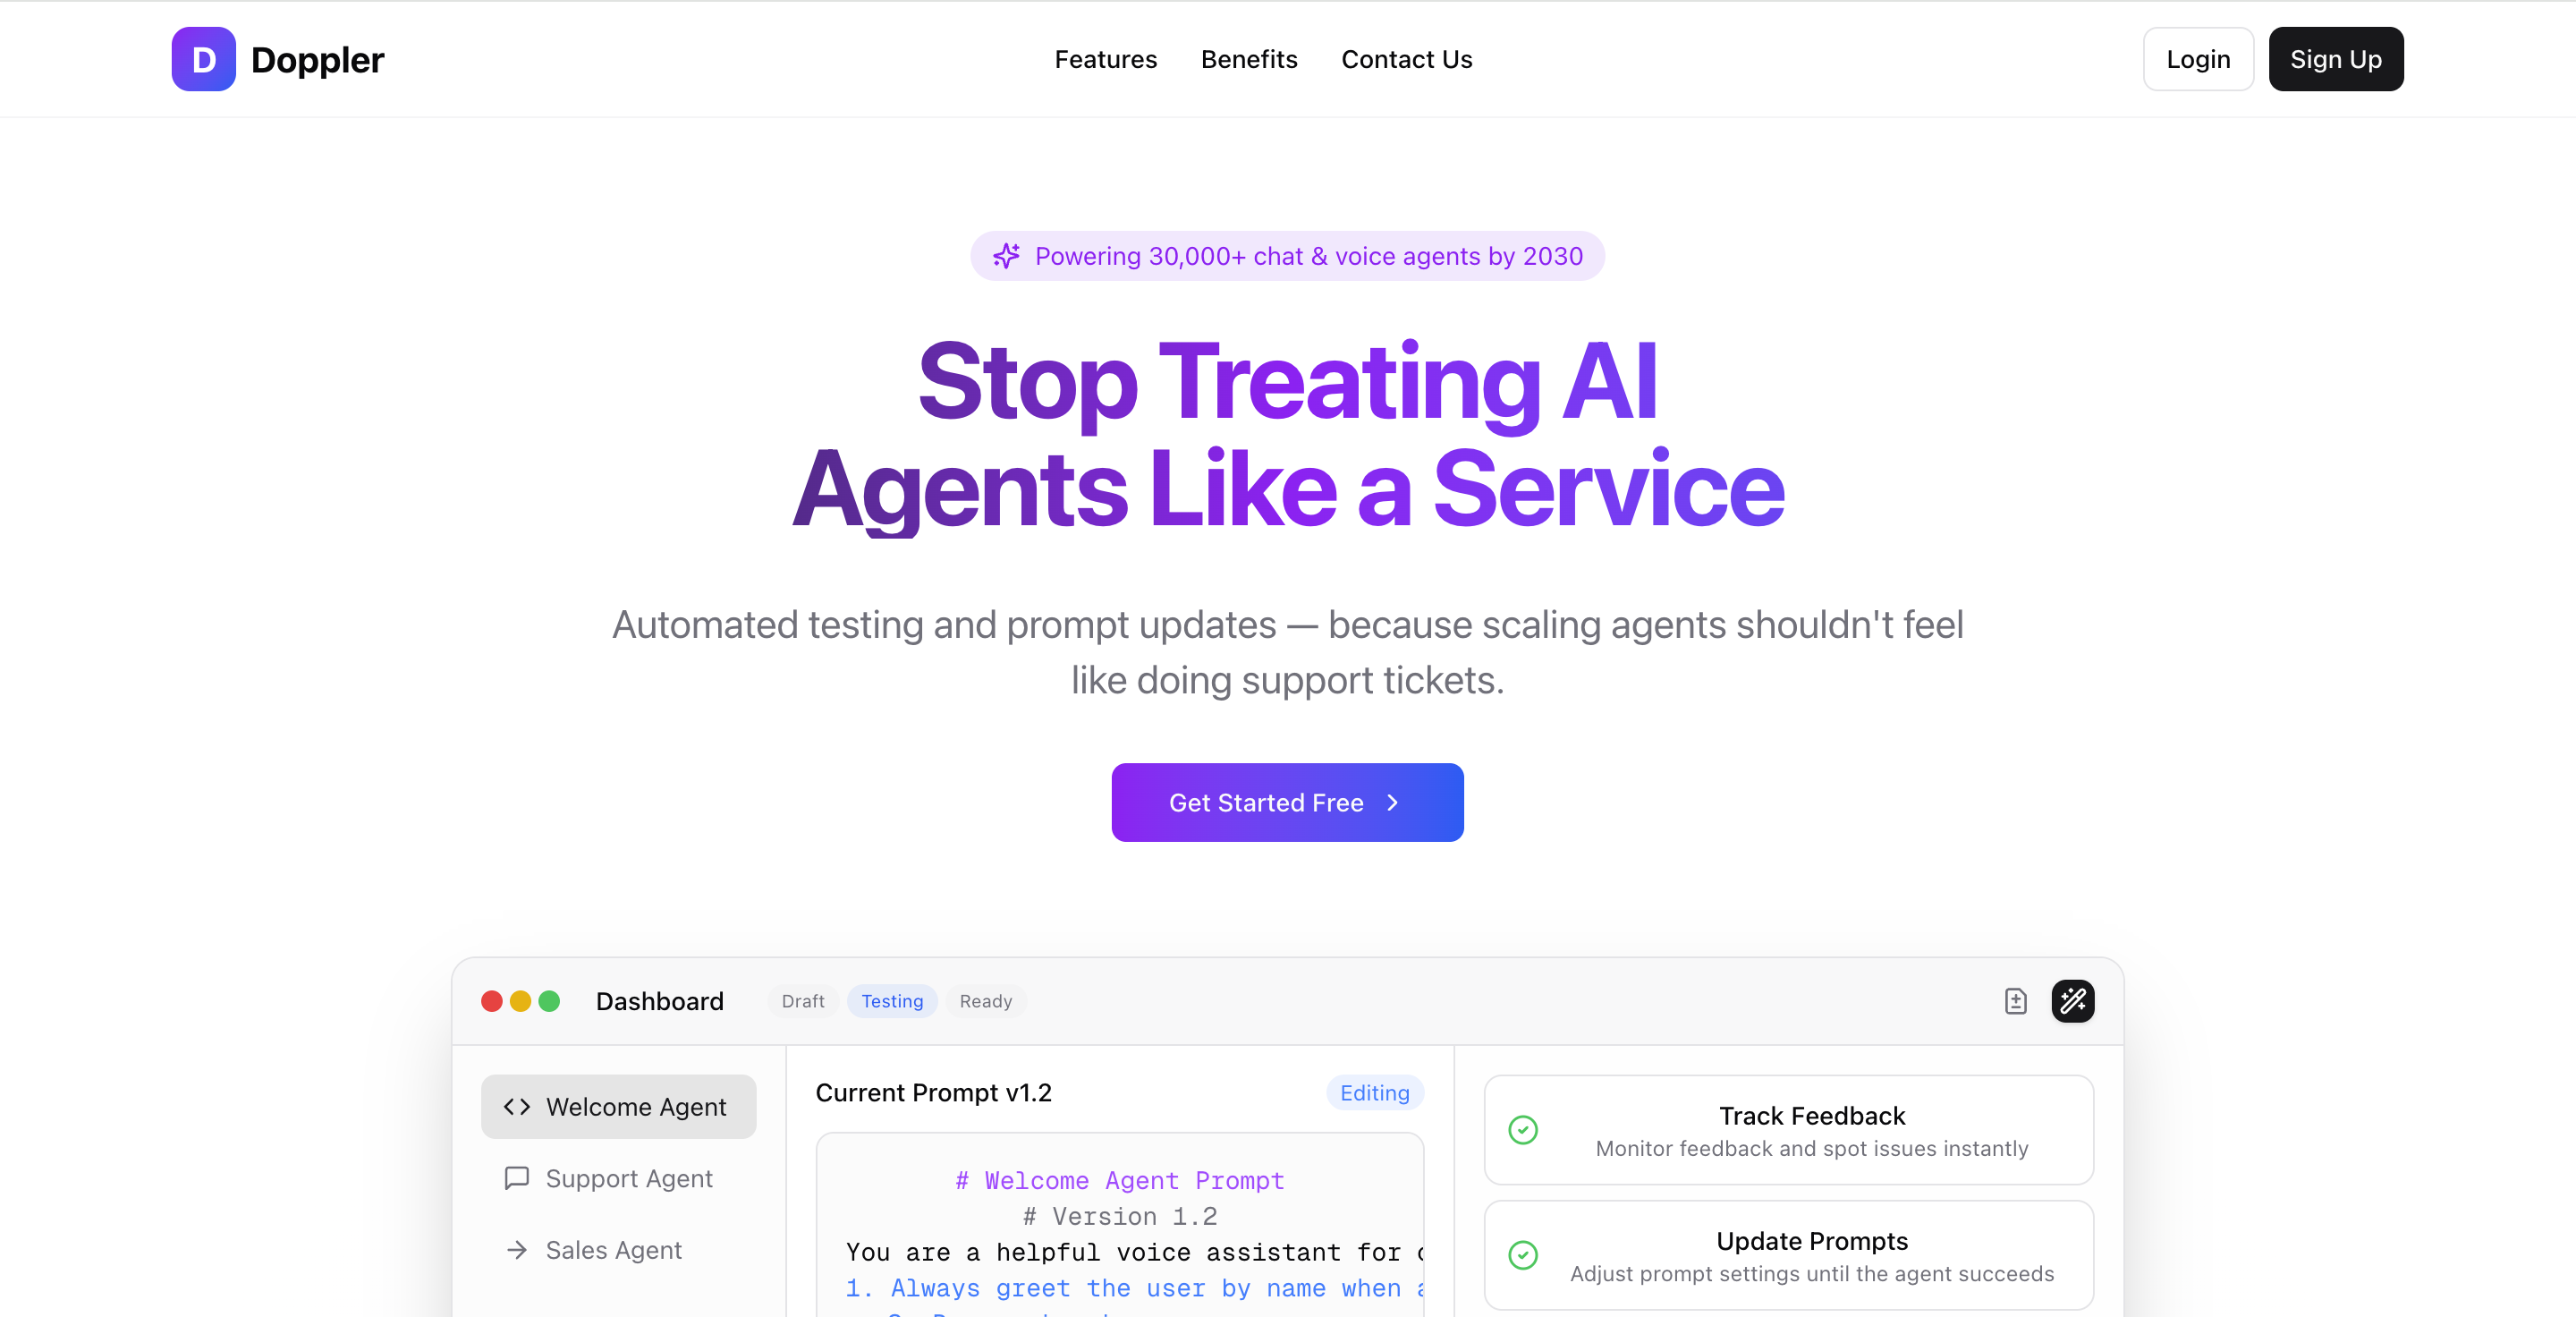 D Doppler
Features Benefits Contact Us
Login Sign Up
Powering 30,000+ chat & voice agents by 2030
Stop Treating AI
Agents Like a Service
Automated testing and prompt updates — because scaling agents shouldn't feel
like doing support tickets.
Get Started Free
Dashboard Draft Testing Ready
Welcome Agent
Support Agent
Sales Agent
Current Prompt v1.2 Editing
# Welcome Agent Prompt
# Version 1.2
You are a helpful voice assistant for
1. Always greet the user by name when
Track Feedback
Monitor feedback and spot issues instantly
Update Prompts
Adjust prompt settings until the agent succeeds